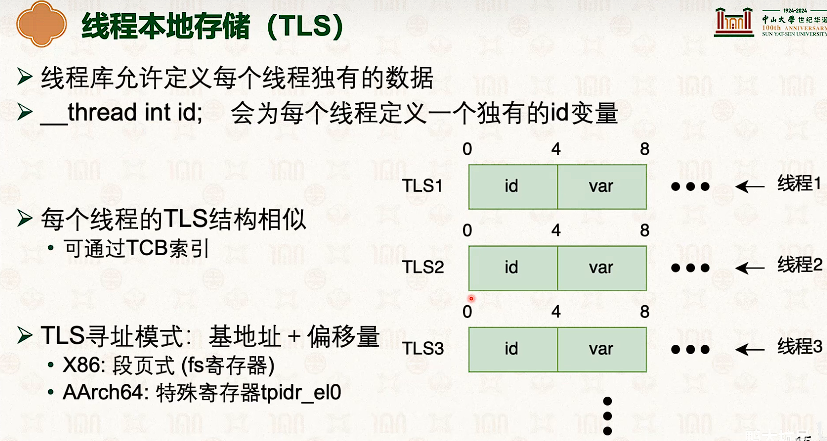 线程本地存储（TLS）
1924-2024
中山大学世纪华诞
100th ANNIVERSARY
SUN YAT-SEN UNIVERSITY
➢ 线程库允许定义每个线程独有的数据
➢ __thread int id; 会为每个线程定义一个独有的id变量
0 4 8
TLS1 id var ••• ← 线程1
➢ 每个线程的TLS结构相似
• 可通过TCB索引
0 4 8
TLS2 id var ••• ← 线程2
➢ TLS寻址模式：基地址＋偏移量
0 4 8
TLS3 id var ••• ← 线程3
• X86: 段页式 (fs寄存器)
• AArch64: 特殊寄存器tpidr_el0